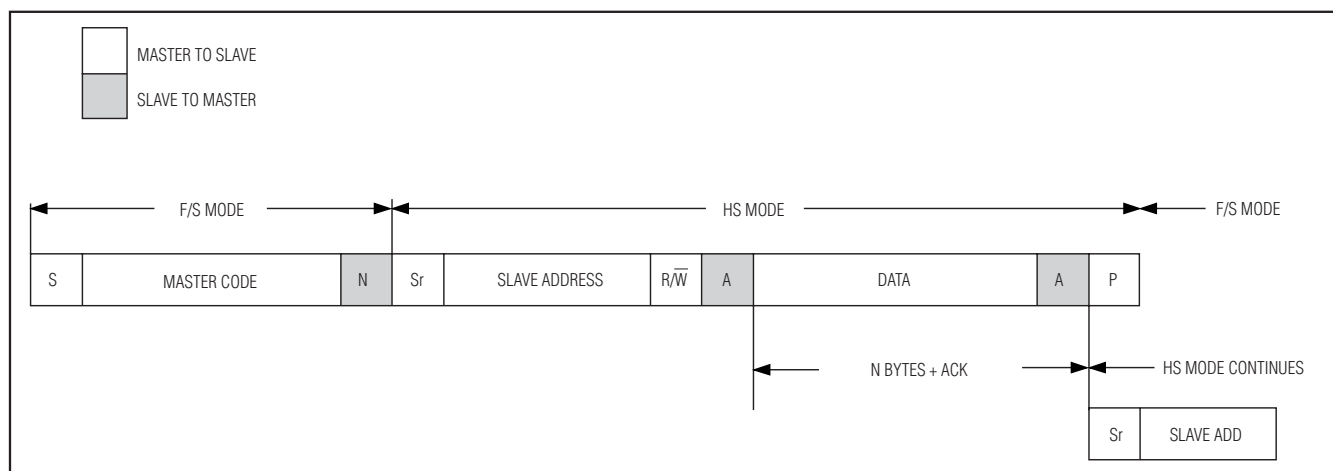 MASTER TO SLAVE
SLAVE TO MASTER
F/S MODE HS MODE F/S MODE
S MASTER CODE N Sr SLAVE ADDRESS R/W̅ A DATA A P
N BYTES + ACK HS MODE CONTINUES
Sr SLAVE ADD